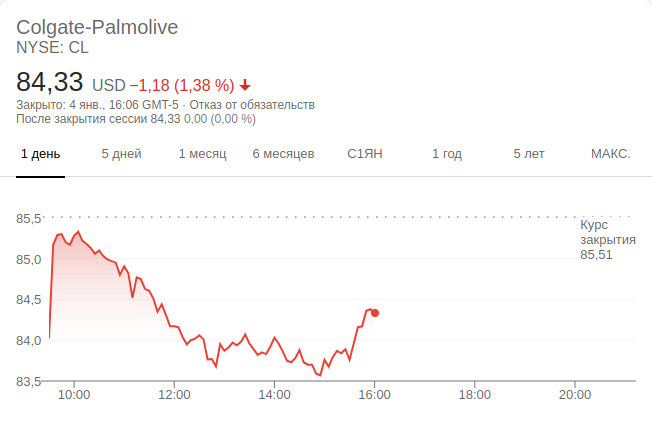 Colgate-Palmolive
NYSE: CL
84,33 USD −1,18 (1,38 %)
Закрыто: 4 янв., 16:06 GMT-5 · Отказ от обязательств
После закрытия сессии 84,33 0,00 (0,00 %)
1 день 5 дней 1 месяц 6 месяцев С1ЯН 1 год 5 лет МАКС.
85,5
Курс
закрытия
85,51
85,0
84,5
84,0
83,5
10:00 12:00 14:00 16:00 18:00 20:00